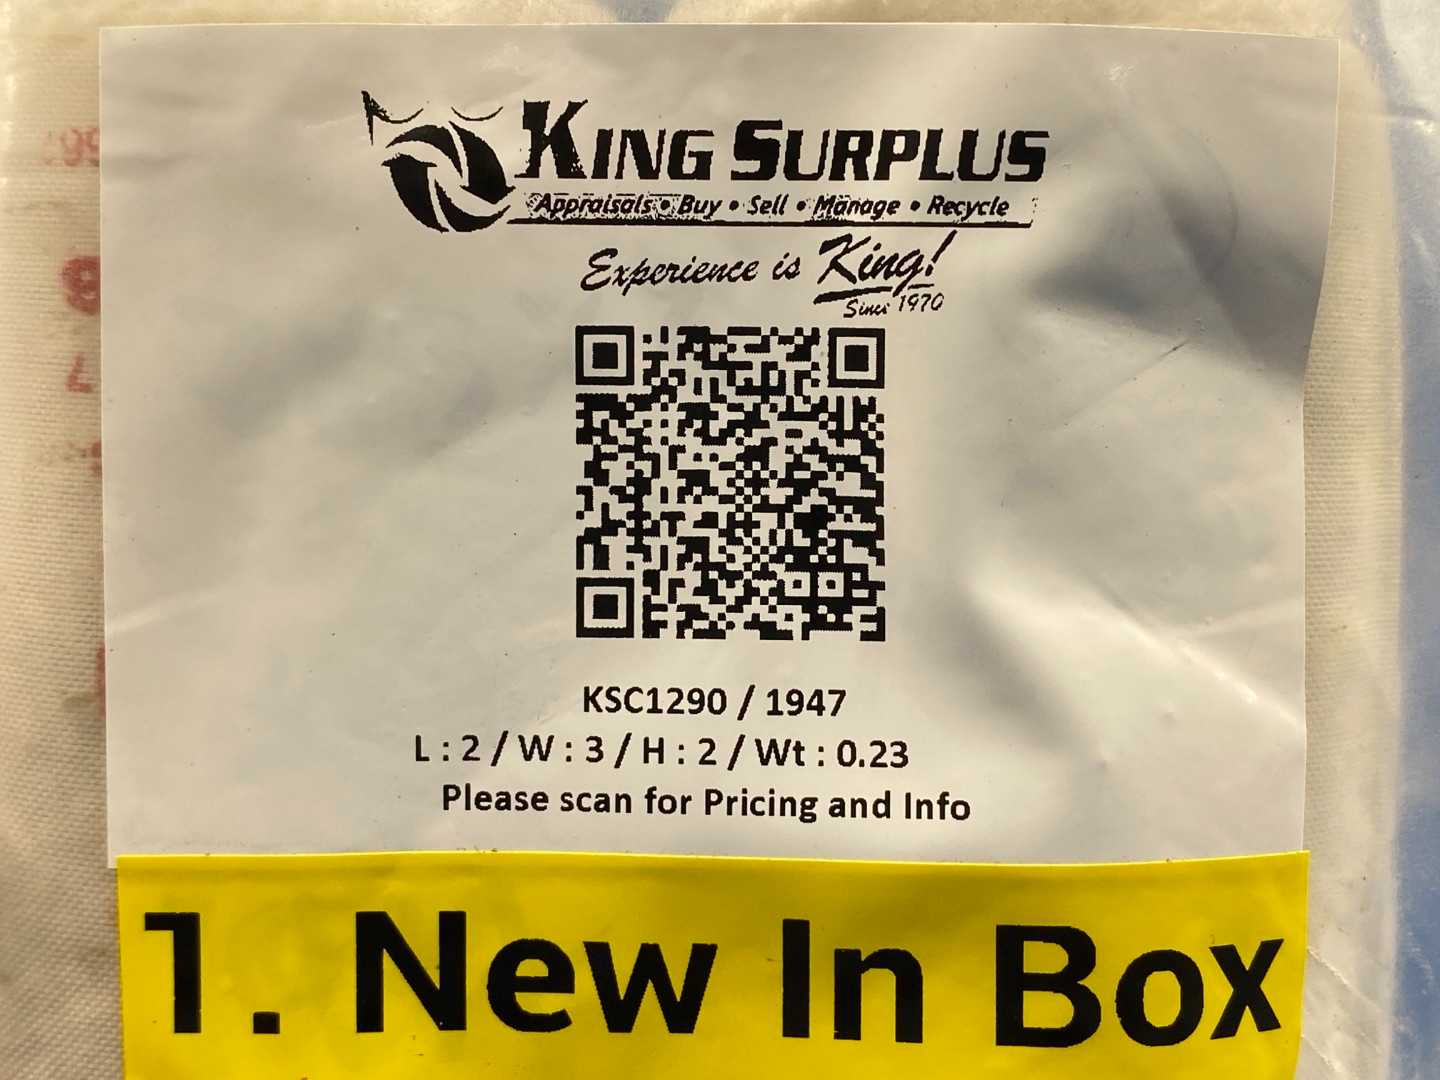 KING SURPLUS
Appraisals • Buy • Sell • Manage • Recycle
Experience is King!
Since 1970
KSC1290 / 1947
L : 2 / W : 3 / H : 2 / Wt : 0.23
Please scan for Pricing and Info
1. New In Box